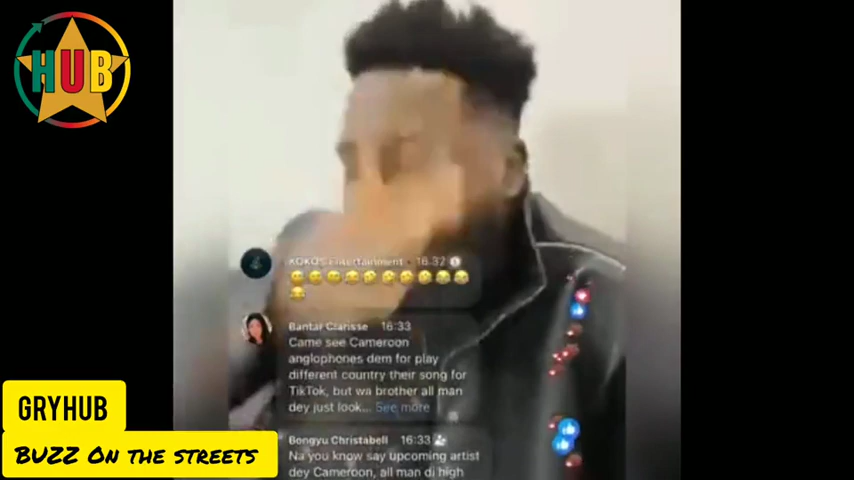 HUB
KOKOS Entertainment · 16:32
😅😅😅😂🤣🤣🤣🤣😂😂
😂
Bantar Clarisse 16:33
Came see Cameroon
anglophones dem for play
different country their song for
TikTok, but wa brother all man
dey just look... See more
Bengyu Christabell 16:33
Na you know say upcoming artist
dey Cameroon, all man di high
GRYHUB
BUZZ ON THE STREETS